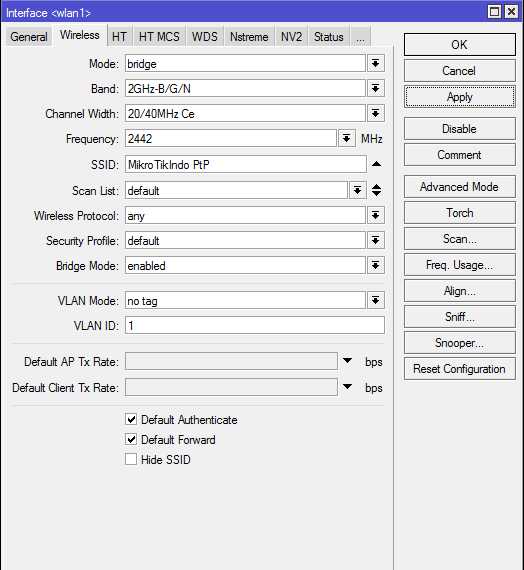 Interface <wlan1>
General Wireless HT HT MCS WDS Nstreme NV2 Status ...
Mode: bridge
Band: 2GHz-B/G/N
Channel Width: 20/40MHz Ce
Frequency: 2442 MHz
SSID: MikroTikIndo PtP
Scan List: default
Wireless Protocol: any
Security Profile: default
Bridge Mode: enabled
VLAN Mode: no tag
VLAN ID: 1
Default AP Tx Rate: bps
Default Client Tx Rate: bps
Default Authenticate
Default Forward
Hide SSID
OK
Cancel
Apply
Disable
Comment
Advanced Mode
Torch
Scan...
Freq. Usage...
Align...
Sniff...
Snooper...
Reset Configuration